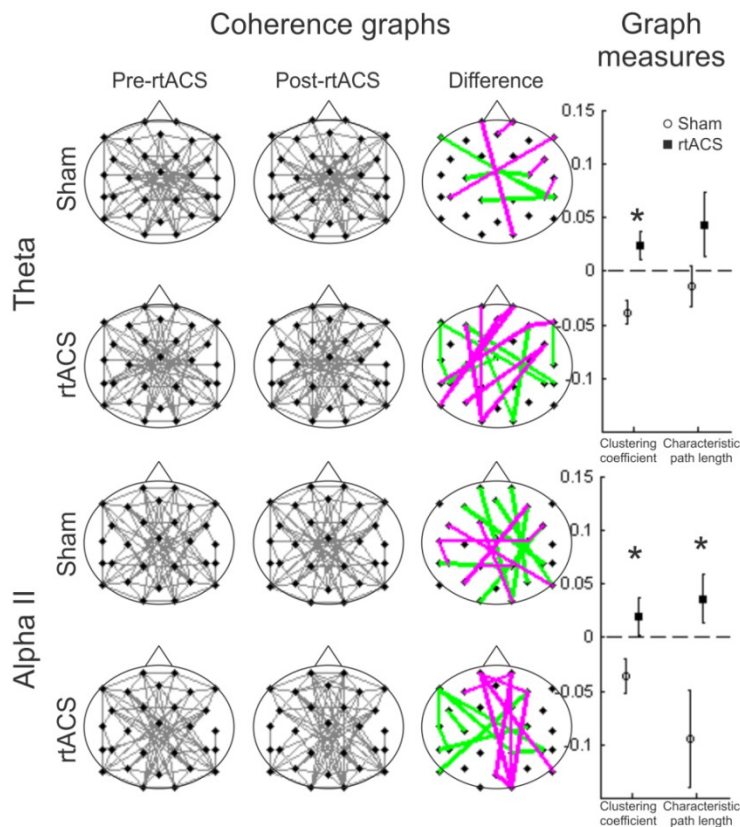 Coherence graphs
Graph
measures
Pre-rtACS
Post-rtACS
Difference
Theta
Sham
rtACS
0.15
0.1
0.05
0
-0.05
-0.1
Sham
rtACS
*
Clustering
coefficient
Characteristic
path length
Alpha II
Sham
rtACS
0.15
0.1
0.05
0
-0.05
-0.1
*
*
Clustering
coefficient
Characteristic
path length